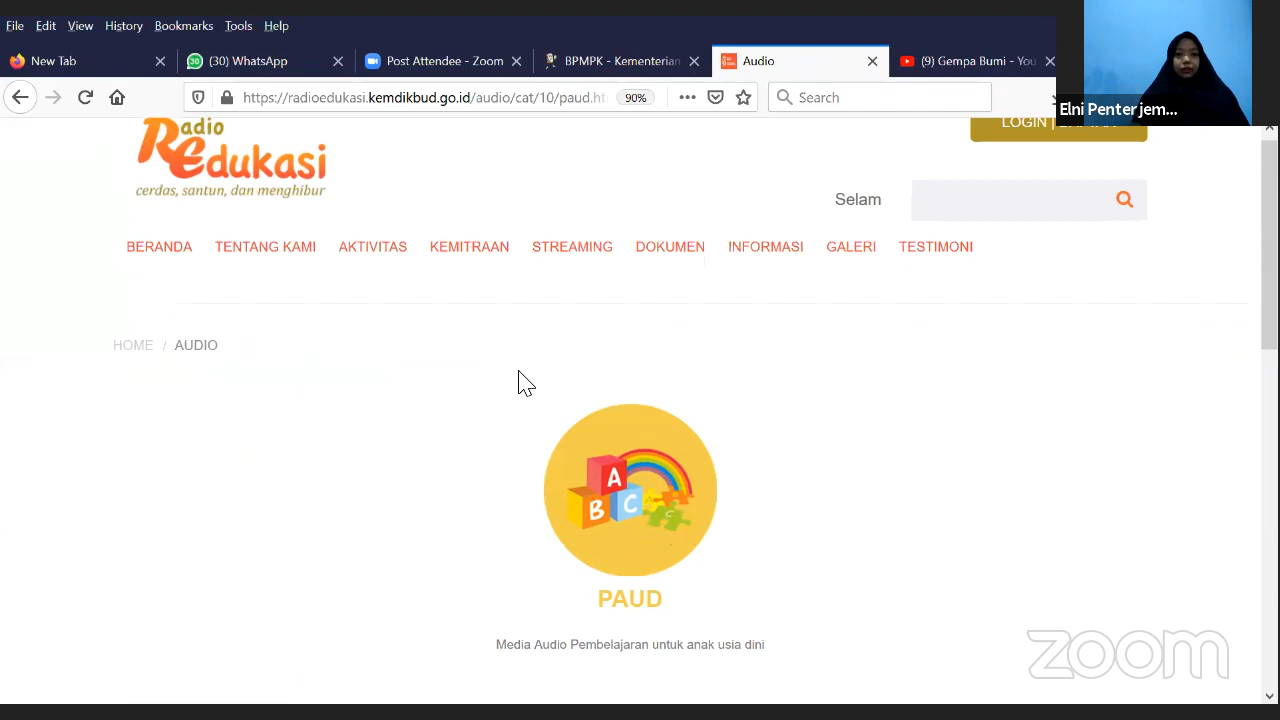 File Edit View History Bookmarks Tools Help
New Tab
(30) WhatsApp
Post Attendee - Zoom
BPMPK - Kementerian
Audio
(9) Gempa Bumi - You
https://radioedukasi.kemdikbud.go.id/audio/cat/10/paud.ht
90%
Search
Elni Penterjem...
Radio
Edukasi
cerdas, santun, dan menghibur
LOGIN |
Selam
BERANDA TENTANG KAMI AKTIVITAS KEMITRAAN STREAMING DOKUMEN INFORMASI GALERI TESTIMONI
HOME / AUDIO
A
B C
PAUD
Media Audio Pembelajaran untuk anak usia dini
zoom